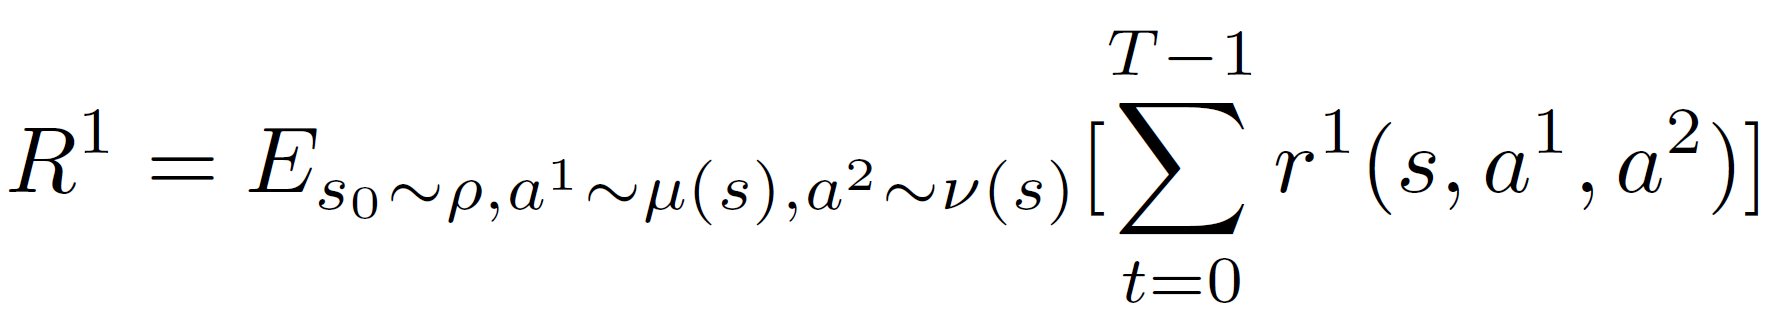 R^1 = E_{s_0 \sim \rho, a^1 \sim \mu(s), a^2 \sim \nu(s)} [\sum_{t=0}^{T-1} r^1(s, a^1, a^2)]